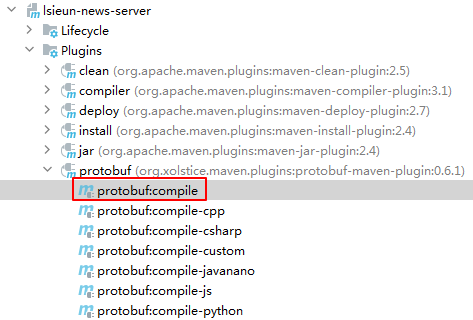 lsieun-news-server
Lifecycle
Plugins
clean (org.apache.maven.plugins:maven-clean-plugin:2.5)
compiler (org.apache.maven.plugins:maven-compiler-plugin:3.1)
deploy (org.apache.maven.plugins:maven-deploy-plugin:2.7)
install (org.apache.maven.plugins:maven-install-plugin:2.4)
jar (org.apache.maven.plugins:maven-jar-plugin:2.4)
protobuf (org.xolstice.maven.plugins:protobuf-maven-plugin:0.6.1)
protobuf:compile
protobuf:compile-cpp
protobuf:compile-csharp
protobuf:compile-custom
protobuf:compile-javanano
protobuf:compile-js
protobuf:compile-python